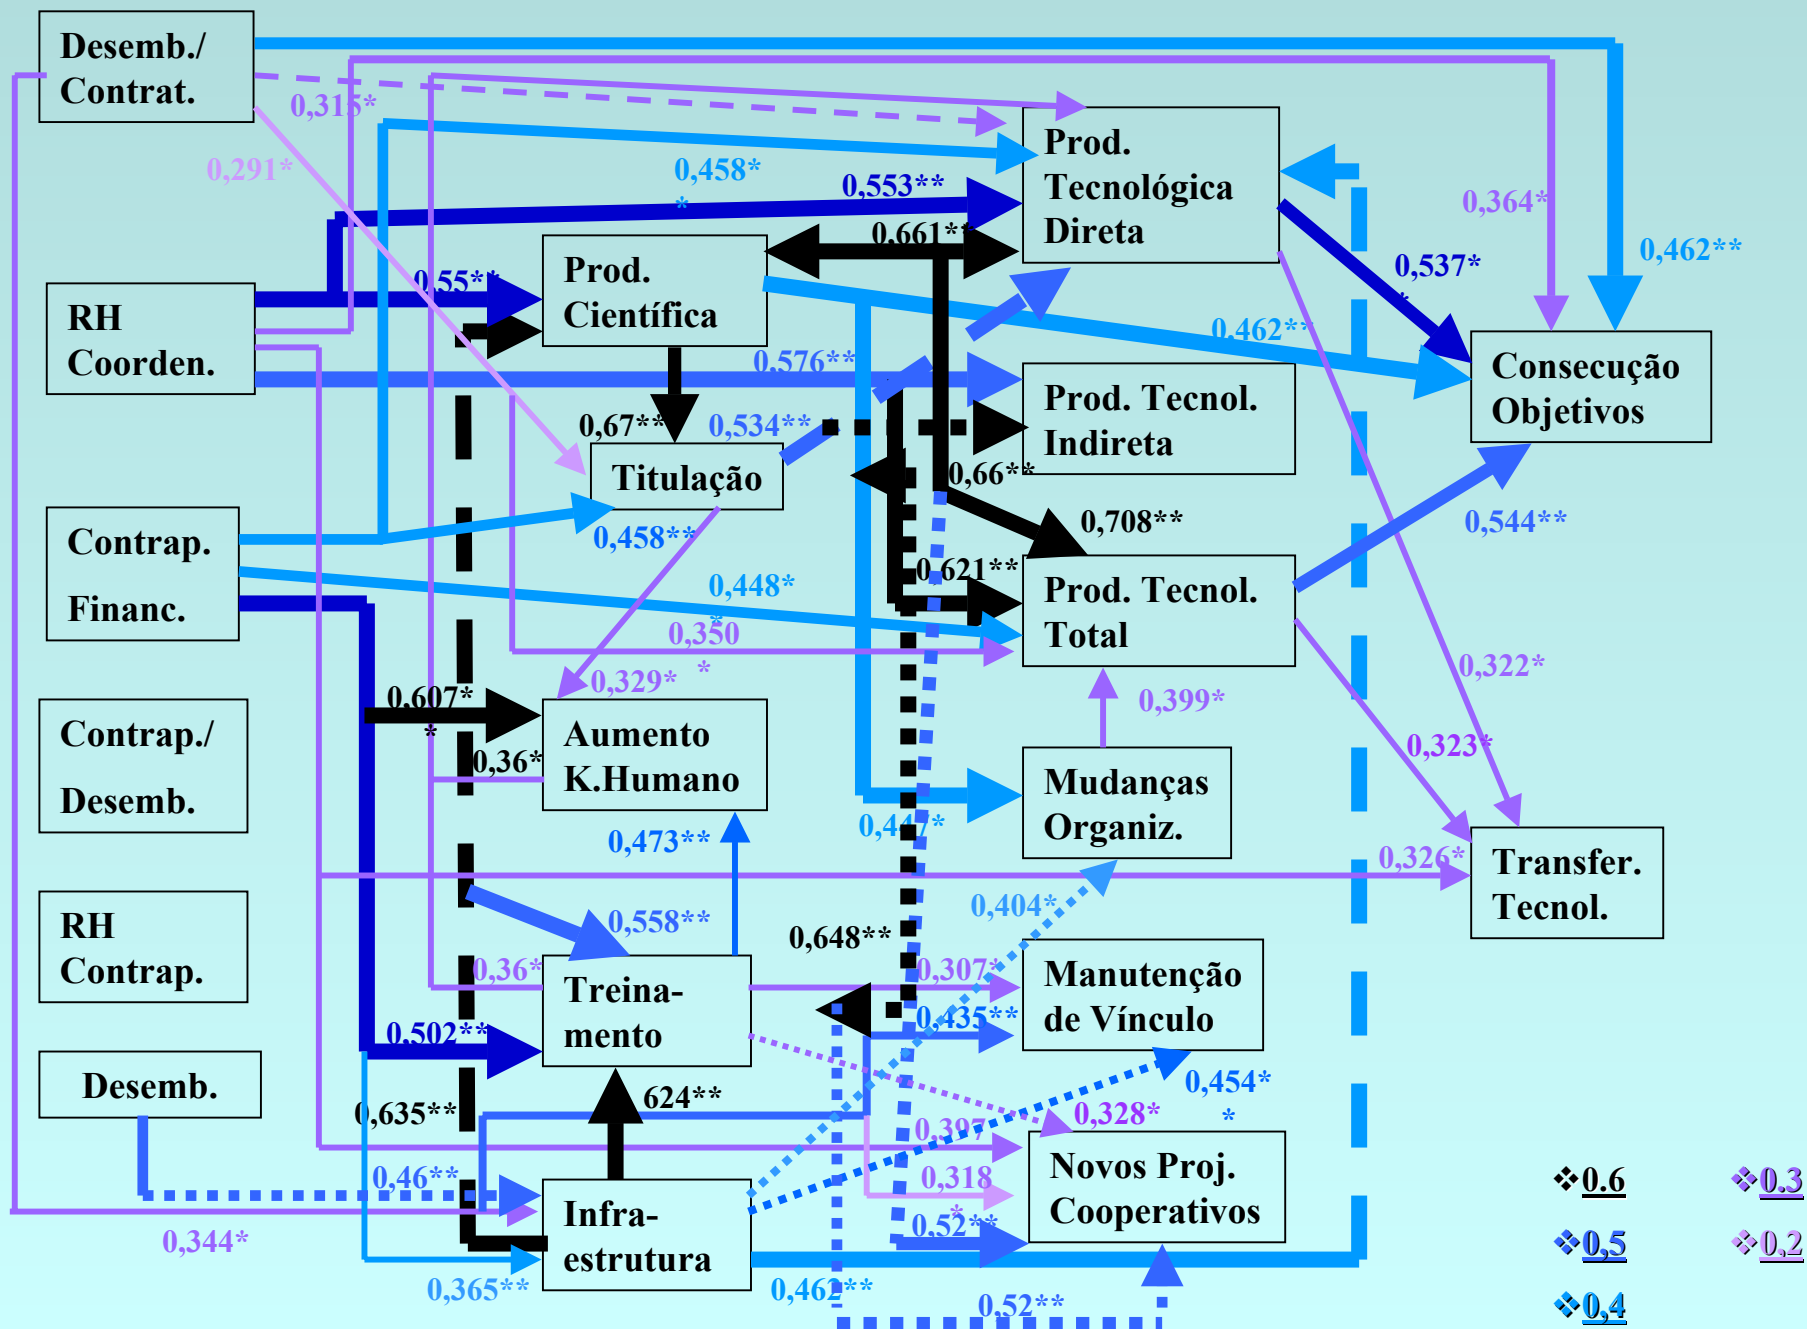 Desemb./
Contrat.
0,315*
0,291*
0,458*
*
0,553**
0,661**
Prod.
Tecnológica
Direta
0,364*
0,462**
0,537*
*
RH
Coorden.
0,55**
Prod.
Científica
0,462**
0,576**
Prod. Tecnol.
Indireta
Consecução
Objetivos
0,67**
0,534**
Titulação
0,66**
0,708**
0,544**
Contrap.
Financ.
0,458**
0,448*
*
0,621**
Prod. Tecnol.
Total
0,350
*
0,329*
0,322*
0,399*
0,323*
Contrap./
Desemb.
0,607*
*
0,36*
Aumento
K.Humano
Mudanças
Organiz.
0,473**
0,447*
0,326*
Transfer.
Tecnol.
RH
Contrap.
0,558**
0,404*
0,648**
0,36*
Treina-
mento
0,307*
0,435**
Manutenção
de Vínculo
0,502**
0,454*
*
Desemb.
0,635**
624**
0,328*
0,397
0,318
*
0,46**
0,344*
Infra-
estrutura
0,52**
Novos Proj.
Cooperativos
0,365**
0,462**
0,52**
❖0.6
❖0.3
❖0,5
❖0.2
❖0,4